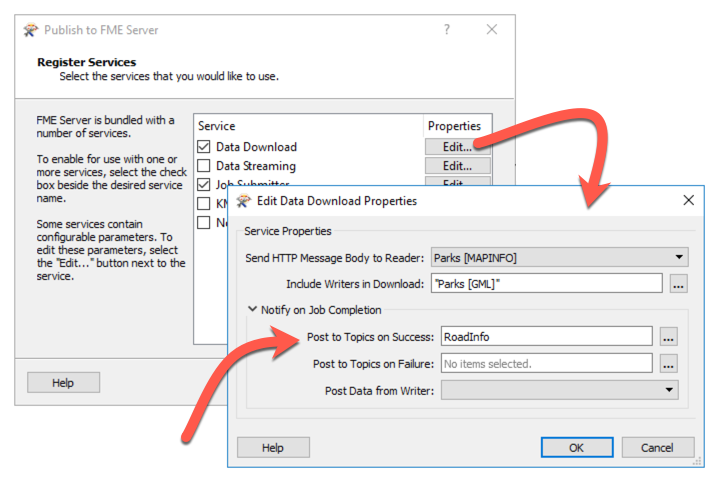 Publish to FME Server
Register Services
Select the services that you would like to use.
FME Server is bundled with a
number of services.
To enable for use with one or
more services, select the check
box beside the desired service
name.
Some services contain
configurable parameters. To
edit these parameters, select
the "Edit..." button next to the
service.
Service Properties
Data Download Edit...
Data Streaming Edit...
Job Submitter Edit...
Help
Edit Data Download Properties
Service Properties
Send HTTP Message Body to Reader: Parks [MAPINFO]
Include Writers in Download: "Parks [GML]" ...
Notify on Job Completion
Post to Topics on Success: RoadInfo ...
Post to Topics on Failure: No items selected. ...
Post Data from Writer:
Help OK Cancel